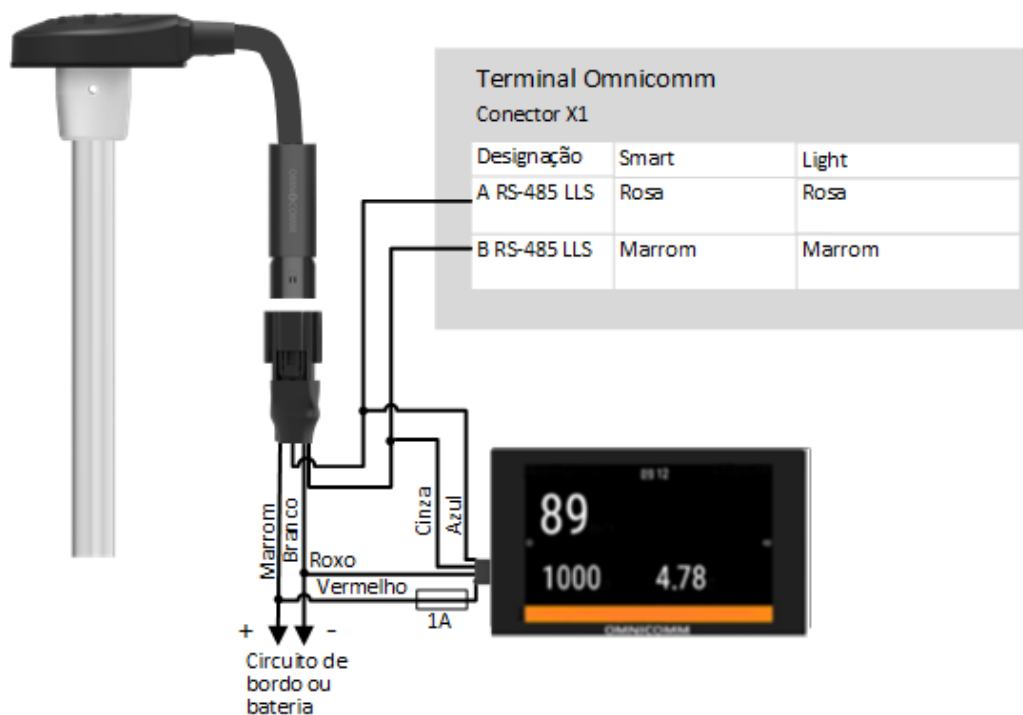 Terminal Omnicomm
Conector X1
Designação Smart Light
A RS-485 LLS Rosa Rosa
B RS-485 LLS Marrom Marrom
OMNICOMM
Marrom
Branco
Cinza
Azul
Roxo
Vermelho
1A
89
1000 4.78
OMNICOMM
+ -
Circuito de
bordo ou
bateria